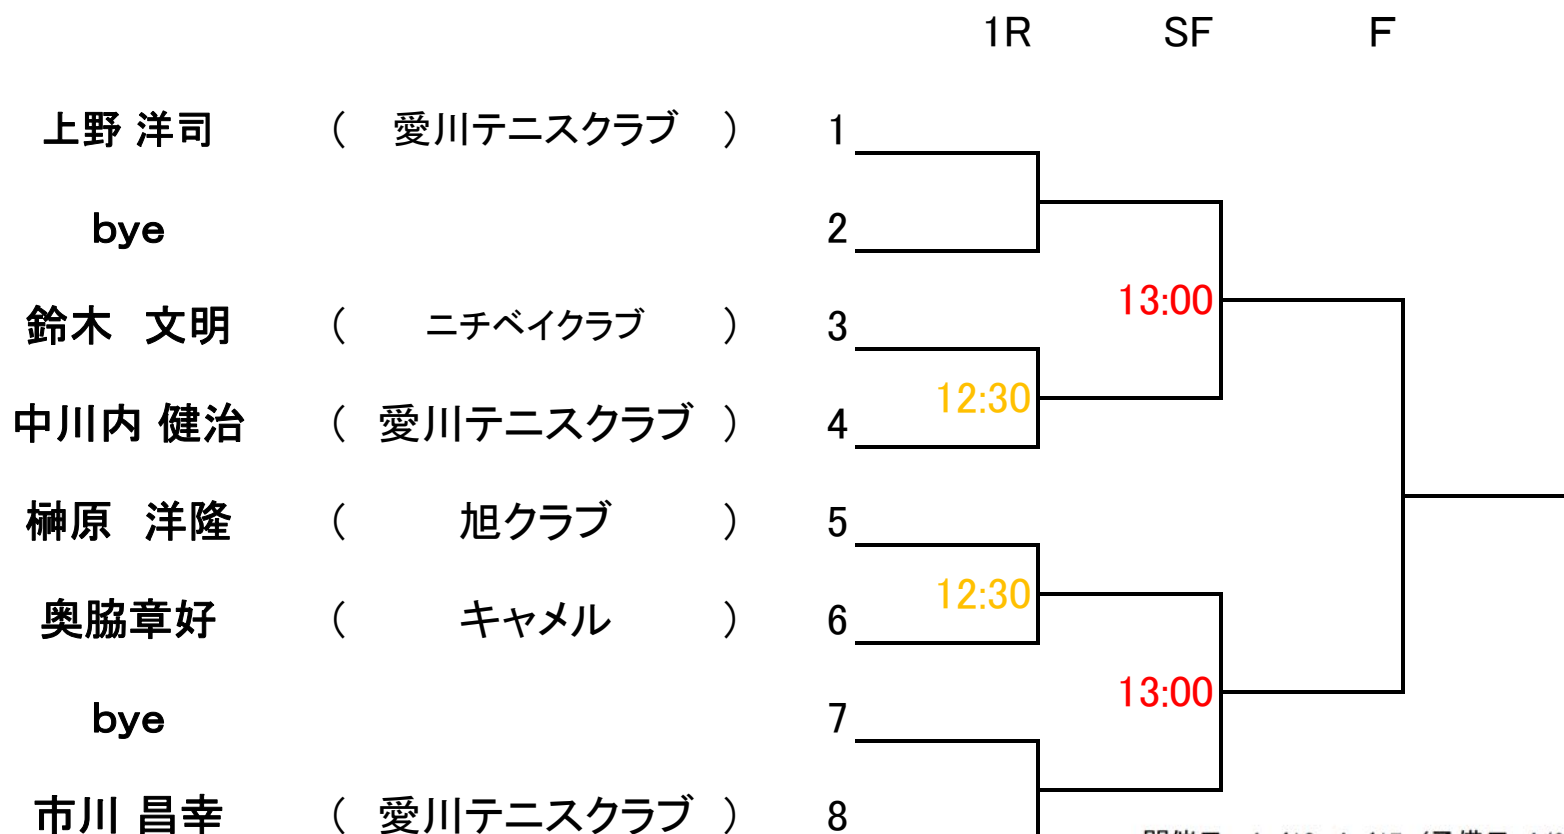 1R SF F
上野 洋司 ( 愛川テニスクラブ ) 1
bye 2
13:00
鈴木 文明 ( ニチベイクラブ ) 3
12:30
中川内 健治 ( 愛川テニスクラブ ) 4
榊原 洋隆 ( 旭クラブ ) 5
12:30
奥脇章好 ( キャメル ) 6
13:00
bye 7
市川 昌幸 ( 愛川テニスクラブ ) 8